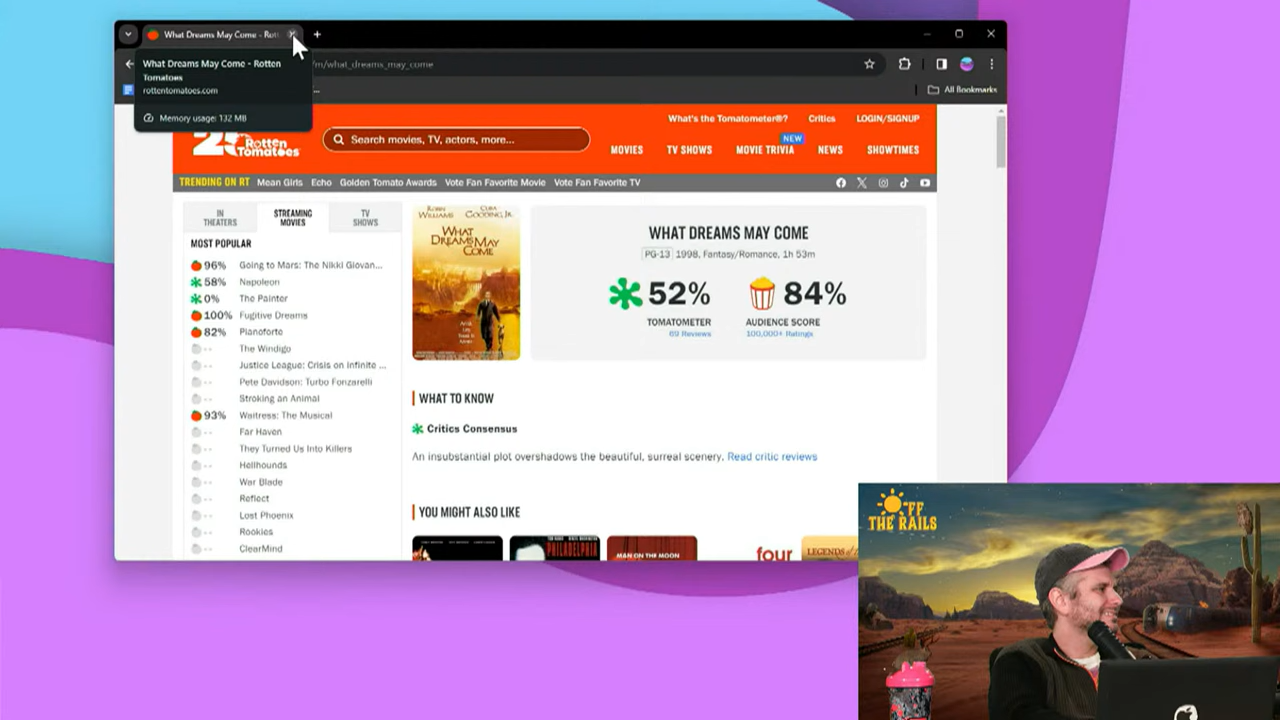 What Dreams May Come - Rott
What Dreams May Come - Rotten
Tomatoes
rottentomatoes.com
Memory usage: 132 MB
/m/what_dreams_may_come
All Bookmarks
What's the Tomatometer®?
Critics
LOGIN/SIGNUP
25
Rotten
Tomatoes
Search movies, TV, actors, more...
NEW
MOVIES
TV SHOWS
MOVIE TRIVIA
NEWS
SHOWTIMES
TRENDING ON RT
Mean Girls
Echo
Golden Tomato Awards
Vote Fan Favorite Movie
Vote Fan Favorite TV
IN
THEATERS
STREAMING
MOVIES
TV
SHOWS
MOST POPULAR
96% Going to Mars: The Nikki Giovan...
58% Napoleon
0% The Painter
100% Fugitive Dreams
82% Pianoforte
- - The Windigo
- - Justice League: Crisis on Infinite ...
- - Pete Davidson: Turbo Fonzarelli
- - Stroking an Animal
93% Waitress: The Musical
- - Far Haven
- - They Turned Us Into Killers
- - Hellhounds
- - War Blade
- - Reflect
- - Lost Phoenix
- - Rookies
- - ClearMind
ROBIN WILLIAMS
CUBA GOODING, JR.
WHAT
DREAMS MAY
COME
WHAT DREAMS MAY COME
PG-13 1998, Fantasy/Romance, 1h 53m
52%
84%
TOMATOMETER
AUDIENCE SCORE
69 Reviews
100,000+ Ratings
WHAT TO KNOW
Critics Consensus
An insubstantial plot overshadows the beautiful, surreal scenery. Read critic reviews
YOU MIGHT ALSO LIKE
PHILADELPHIA
MAN ON THE MOON
four
LEGENDS of
OFF
THE RAILS